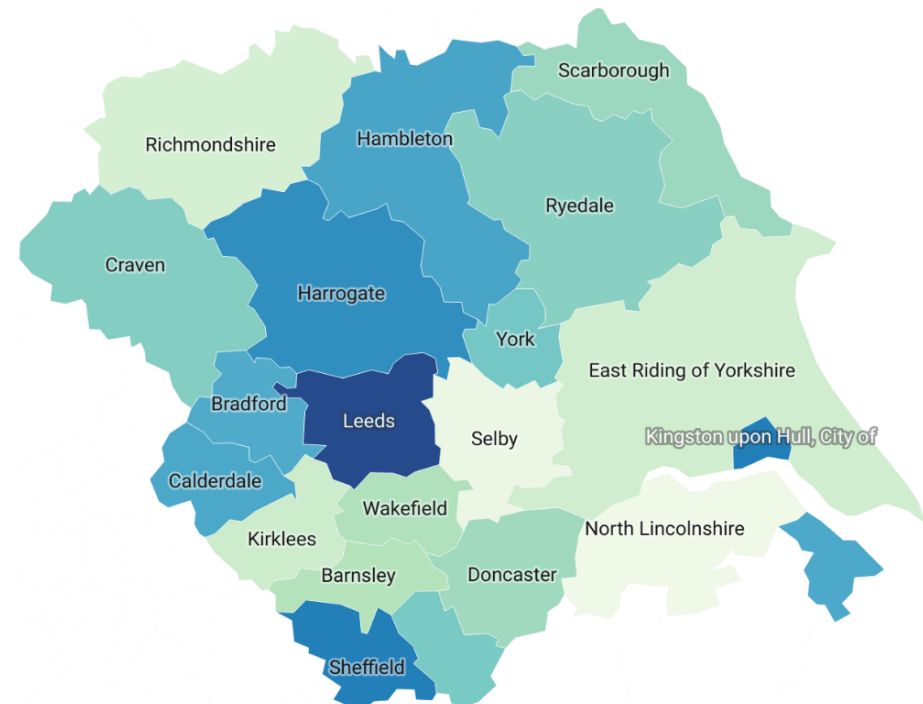 Scarborough
Richmondshire
Hambleton
Ryedale
Craven
Harrogate
York
East Riding of Yorkshire
Bradford
Leeds
Selby
Kingston upon Hull, City of
Calderdale
Wakefield
North Lincolnshire
Kirklees
Barnsley
Doncaster
Sheffield